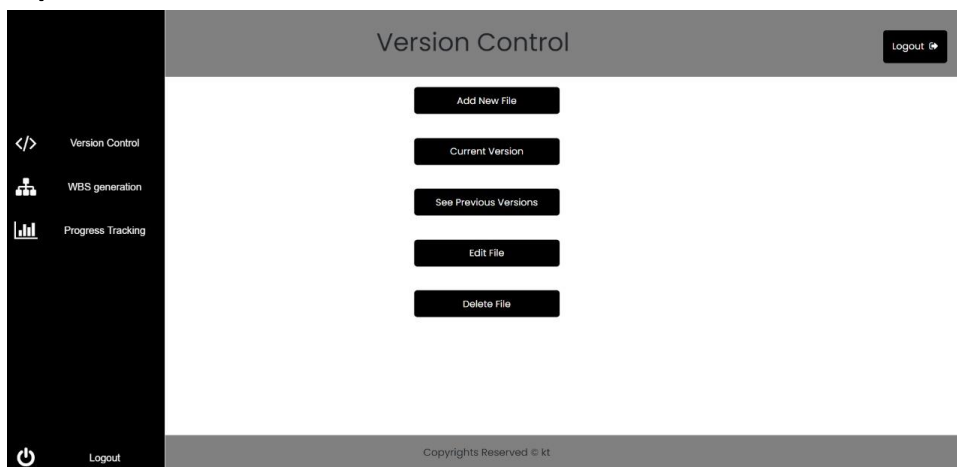 Version Control
Logout
Add New File
Current Version
See Previous Versions
Edit File
Delete File
</> Version Control
WBS generation
Progress Tracking
Logout
Copyrights Reserved © kt